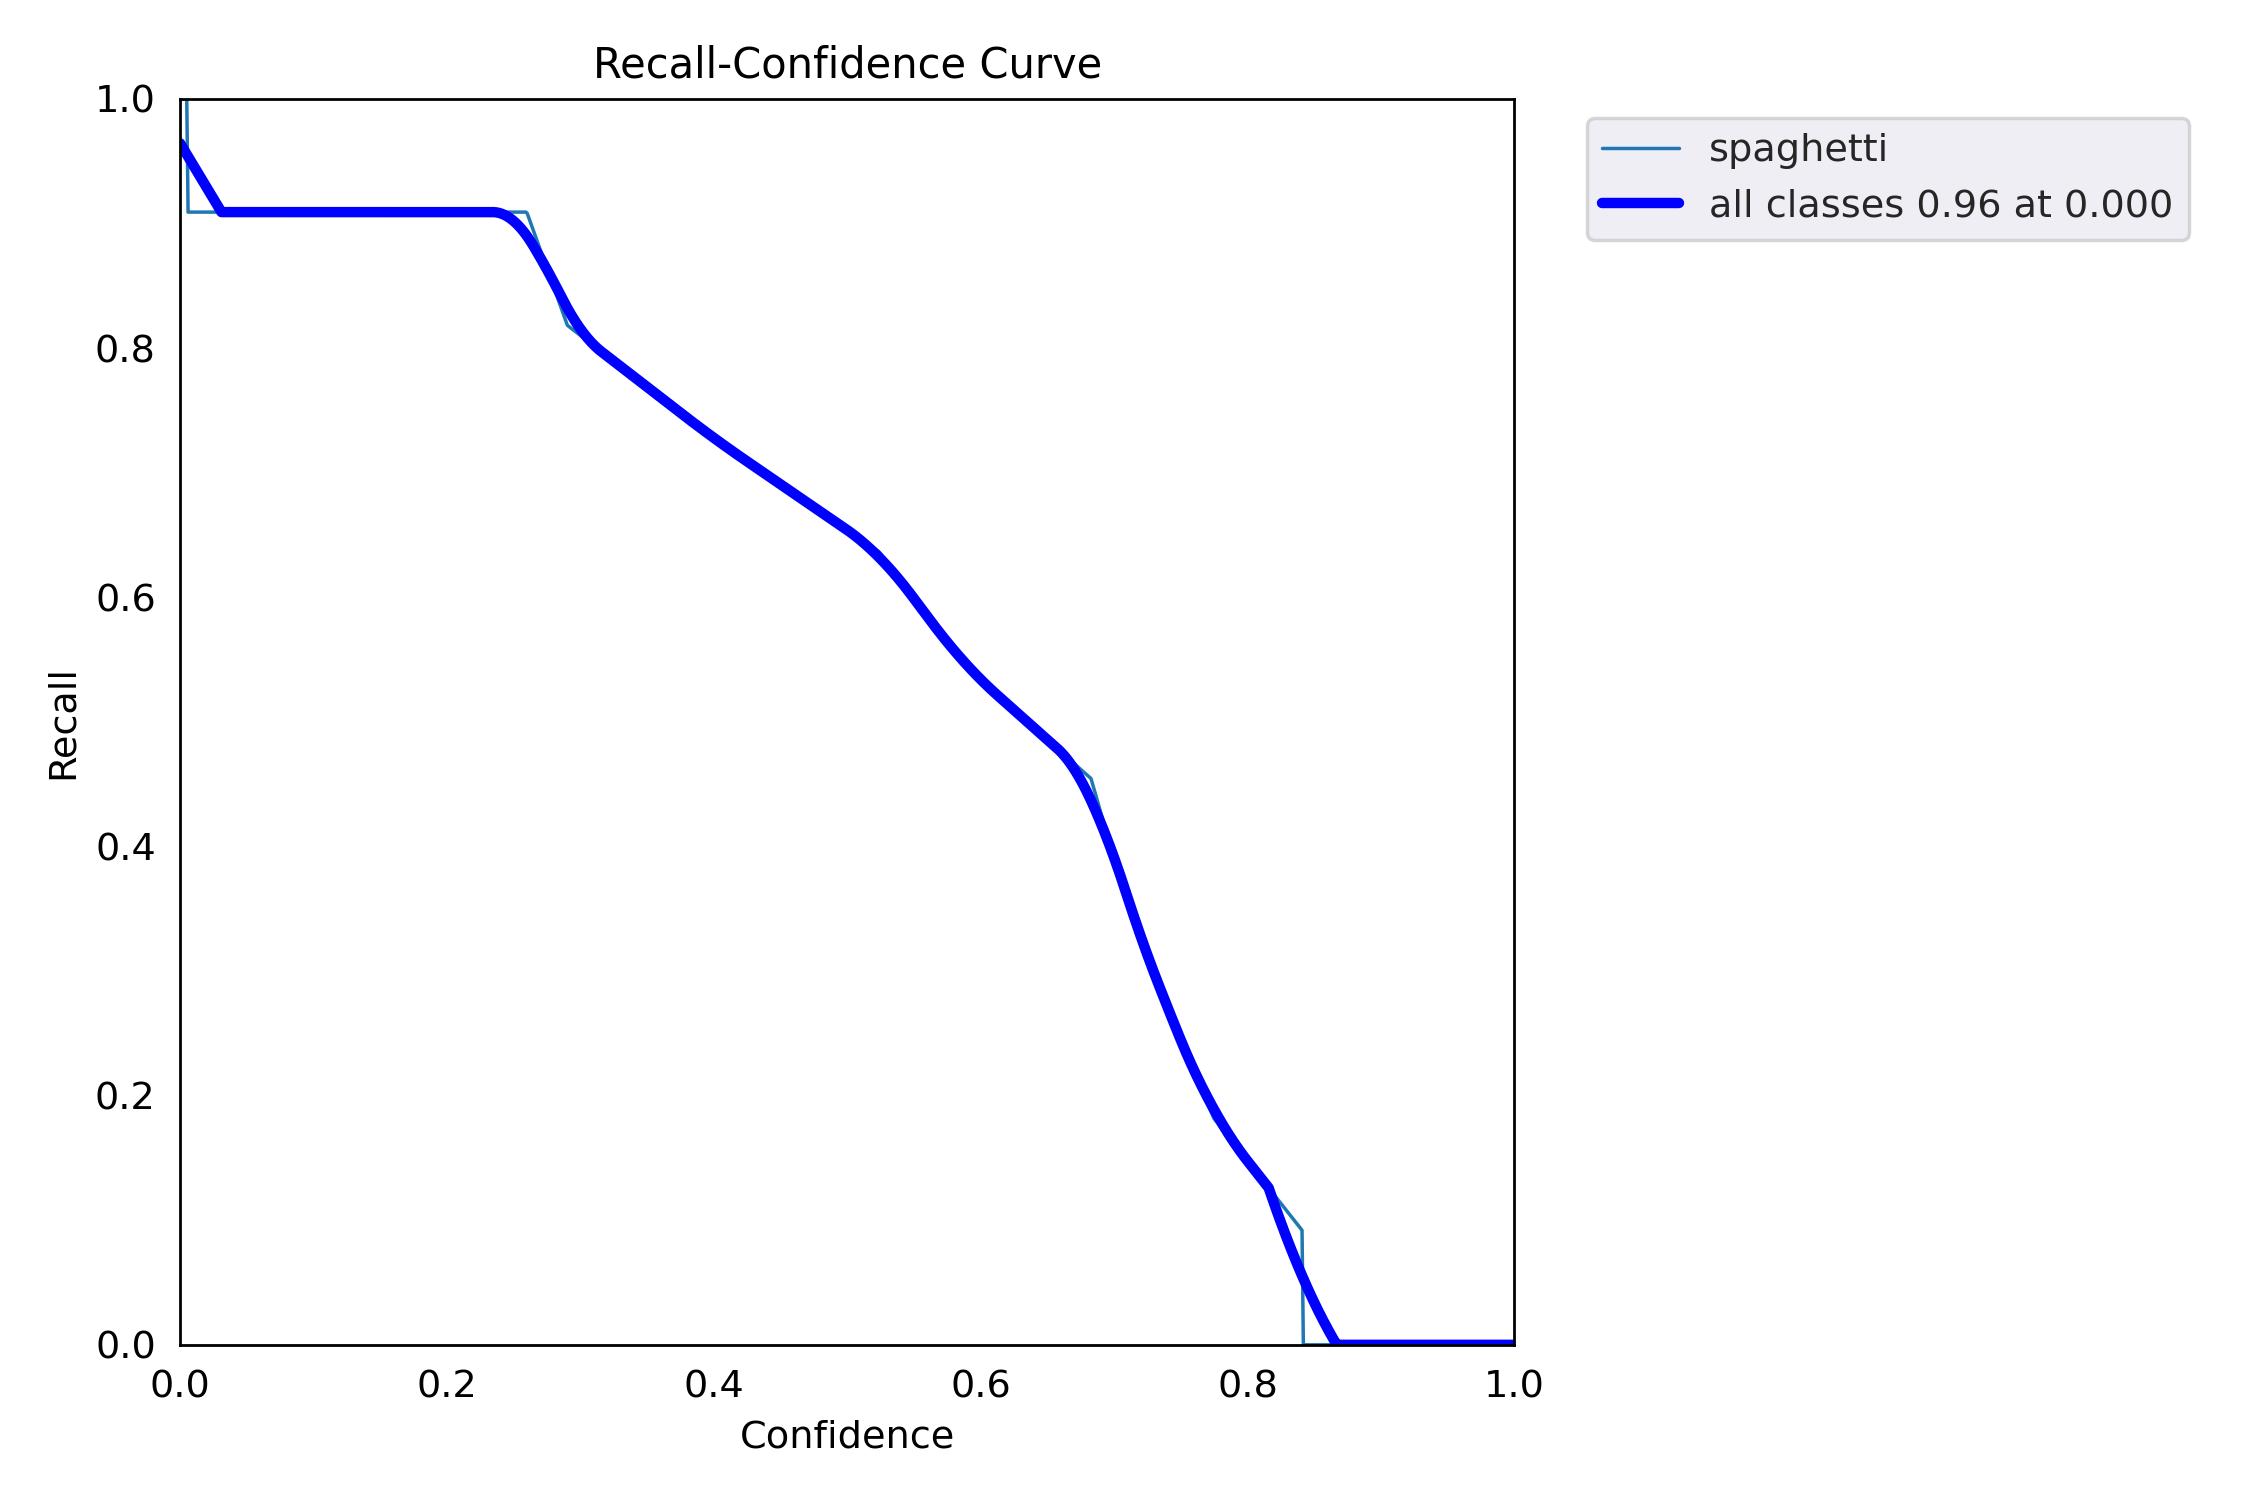 Recall-Confidence Curve
spaghetti
all classes 0.96 at 0.000
1.0
0.8
0.6
0.4
0.2
0.0
Recall
0.0 0.2 0.4 0.6 0.8 1.0
Confidence